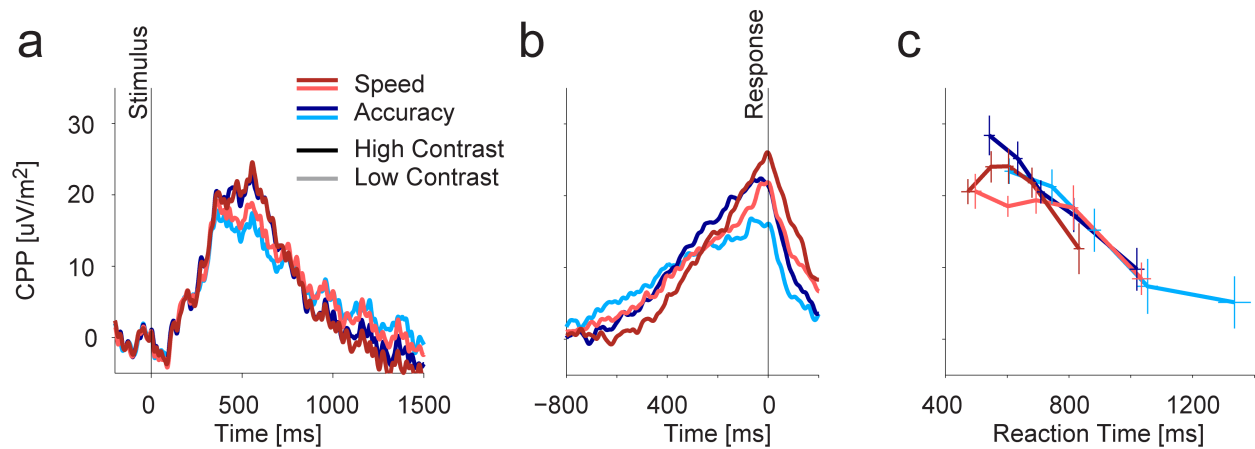 a
b
c
Stimulus
Response
Speed
Accuracy
High Contrast
Low Contrast
CPP [uV/m²]
30
20
10
0
0 500 1000 1500
Time [ms]
−800 400 0
Time [ms]
400 800 1200
Reaction Time [ms]